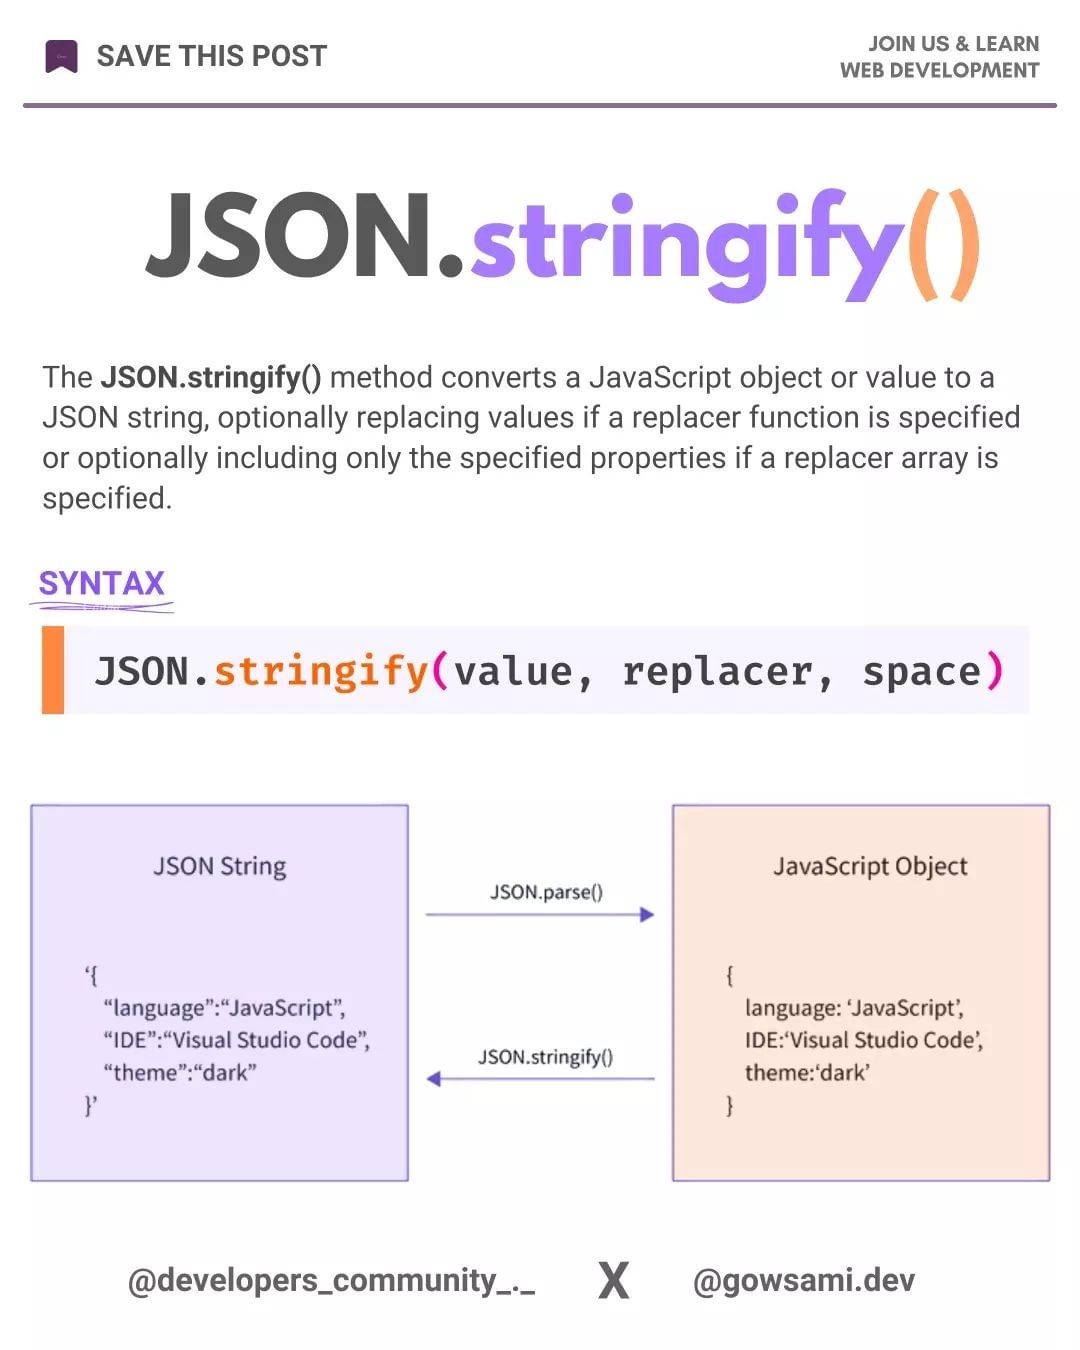 SAVE THIS POST
JOIN US & LEARN
WEB DEVELOPMENT
JSON.stringify()
The JSON.stringify() method converts a JavaScript object or value to a
JSON string, optionally replacing values if a replacer function is specified
or optionally including only the specified properties if a replacer array is
specified.
SYNTAX
JSON.stringify(value, replacer, space)
JSON String
‘{
“language”:“JavaScript”,
“IDE”:“Visual Studio Code”,
“theme”:“dark”
}’
JSON.parse()
JSON.stringify()
JavaScript Object
{
language: ‘JavaScript’,
IDE:‘Visual Studio Code’,
theme:‘dark’
}
@developers_community_._ X @gowsami.dev